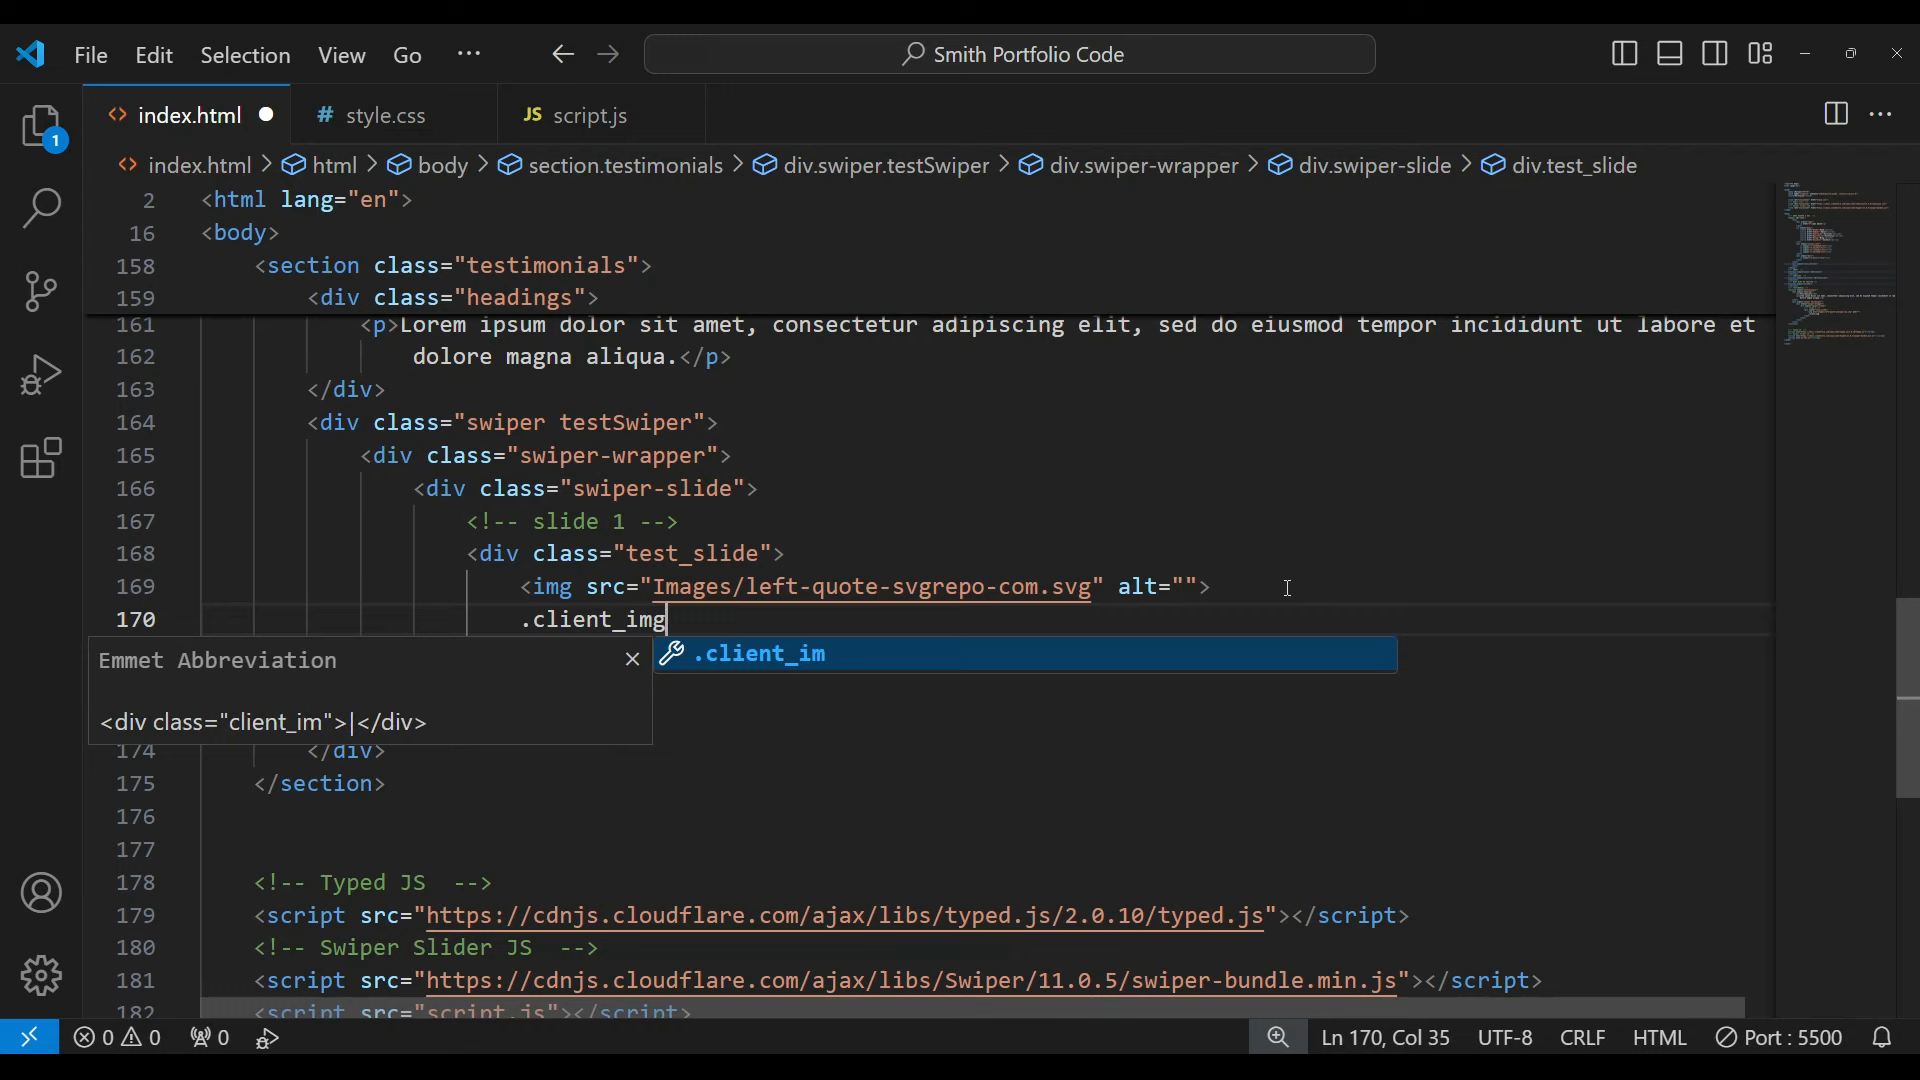 File Edit Selection View Go ··· Smith Portfolio Code
1
index.html # style.css JS script.js
index.html > html > body > section.testimonials > div.swiper.testSwiper > div.swiper-wrapper > div.swiper-slide > div.test_slide
2 <html lang="en">
16 <body>
158 <section class="testimonials">
159 <div class="headings">
161 <p>Lorem ipsum dolor sit amet, consectetur adipiscing elit, sed do eiusmod tempor incididunt ut labore et
162 dolore magna aliqua.</p>
163 </div>
164 <div class="swiper testSwiper">
165 <div class="swiper-wrapper">
166 <div class="swiper-slide">
167 <!-- slide 1 -->
168 <div class="test_slide">
169 <img src="Images/left-quote-svgrepo-com.svg" alt="">
170 .client_img
Emmet Abbreviation
.client_im
<div class="client_im">|</div>
174 </div>
175 </section>
176
177
178 <!-- Typed JS  -->
179 <script src="https://cdnjs.cloudflare.com/ajax/libs/typed.js/2.0.10/typed.js"></script>
180 <!-- Swiper Slider JS  -->
181 <script src="https://cdnjs.cloudflare.com/ajax/libs/Swiper/11.0.5/swiper-bundle.min.js"></script>
182 <script src="script.js"></script>
0 0 0 Ln 170, Col 35 UTF-8 CRLF HTML Port : 5500